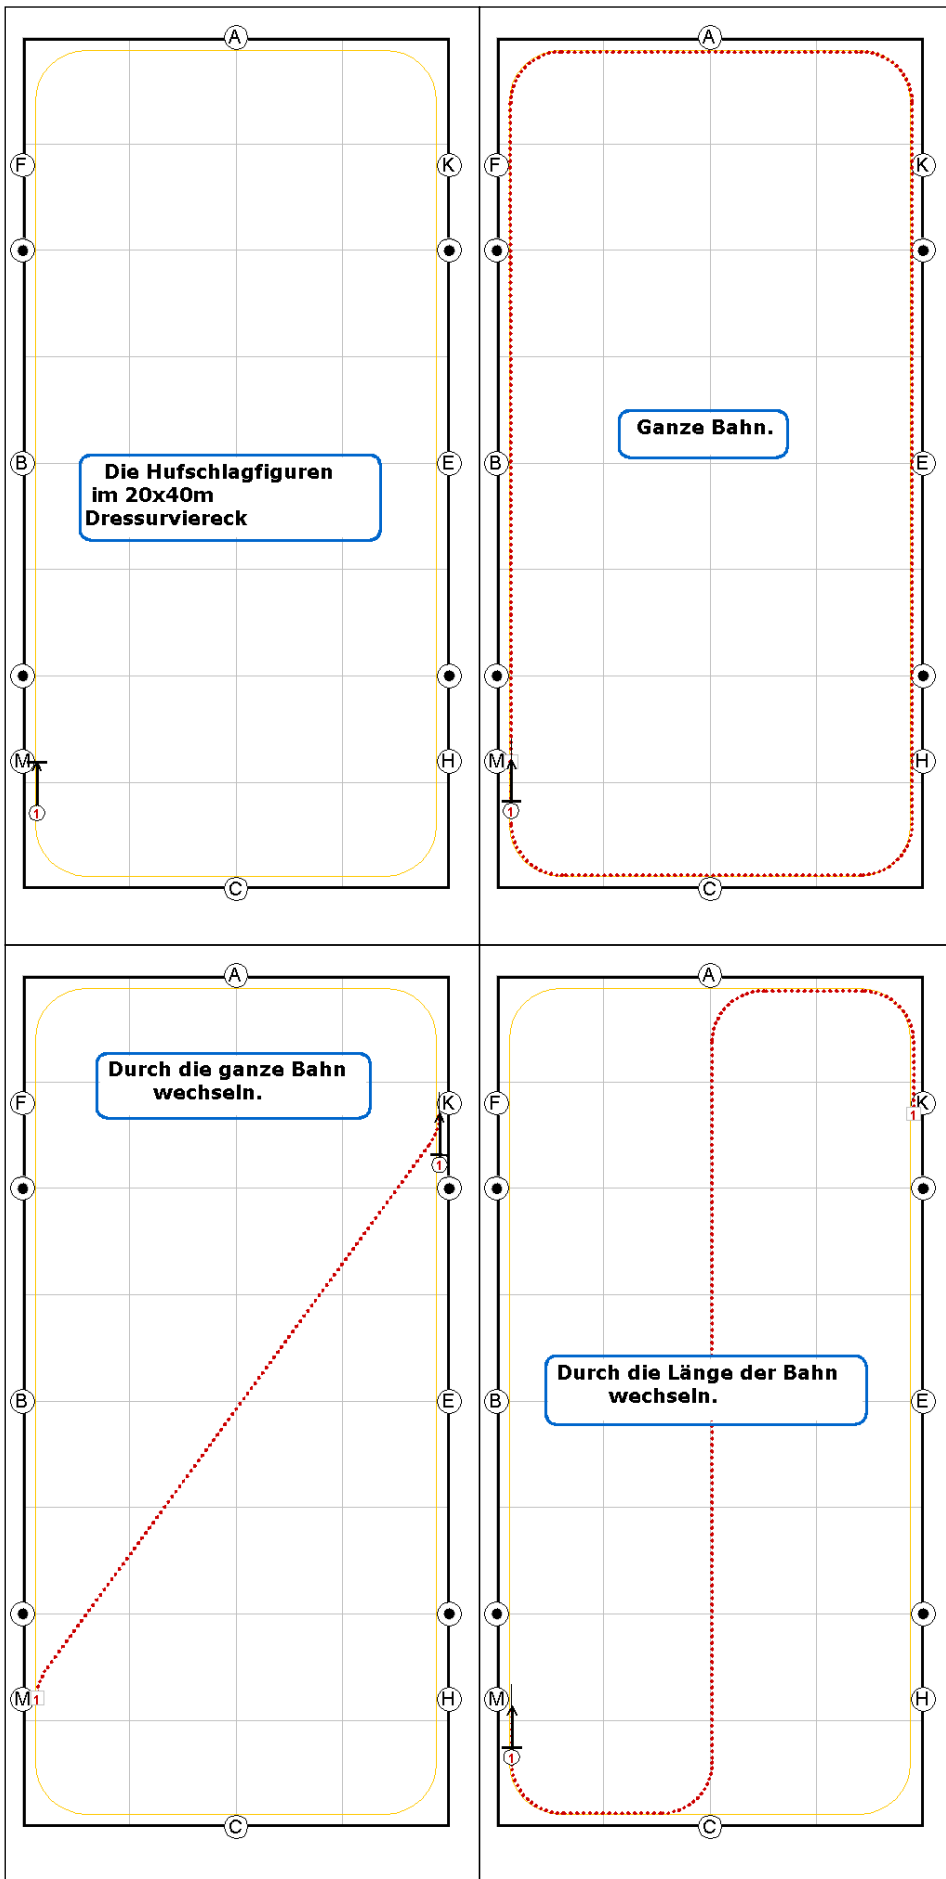 A
F K
B E
Die Hufschlagfiguren
im 20x40m
Dressurviereck
M H
1
C
A
F K
Ganze Bahn.
B E
M H
1
C
A
Durch die ganze Bahn
wechseln.
F K
1
B E
M 1 H
C
A
F K
1
Durch die Länge der Bahn
wechseln.
B E
M H
1
C